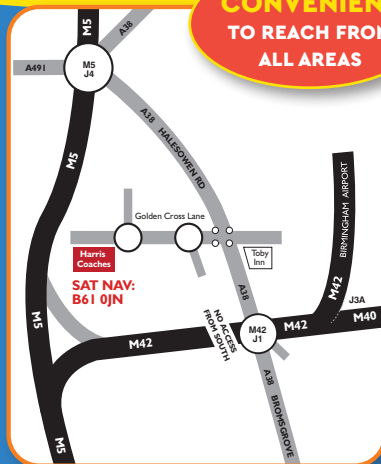 CONVENIEN
TO REACH FROM
ALL AREAS
M5
A38
A491
M5
J4
A38 HALESOWEN RD
M5
BIRMINGHAM AIRPORT
Golden Cross Lane
Harris
Coaches
Toby
Inn
SAT NAV:
B61 0JN
A38
M42
J3A
M5
NO ACCESS
FROM SOUTH
M42
J1
M42
M40
M42
A38 BROMSGROVE
M5